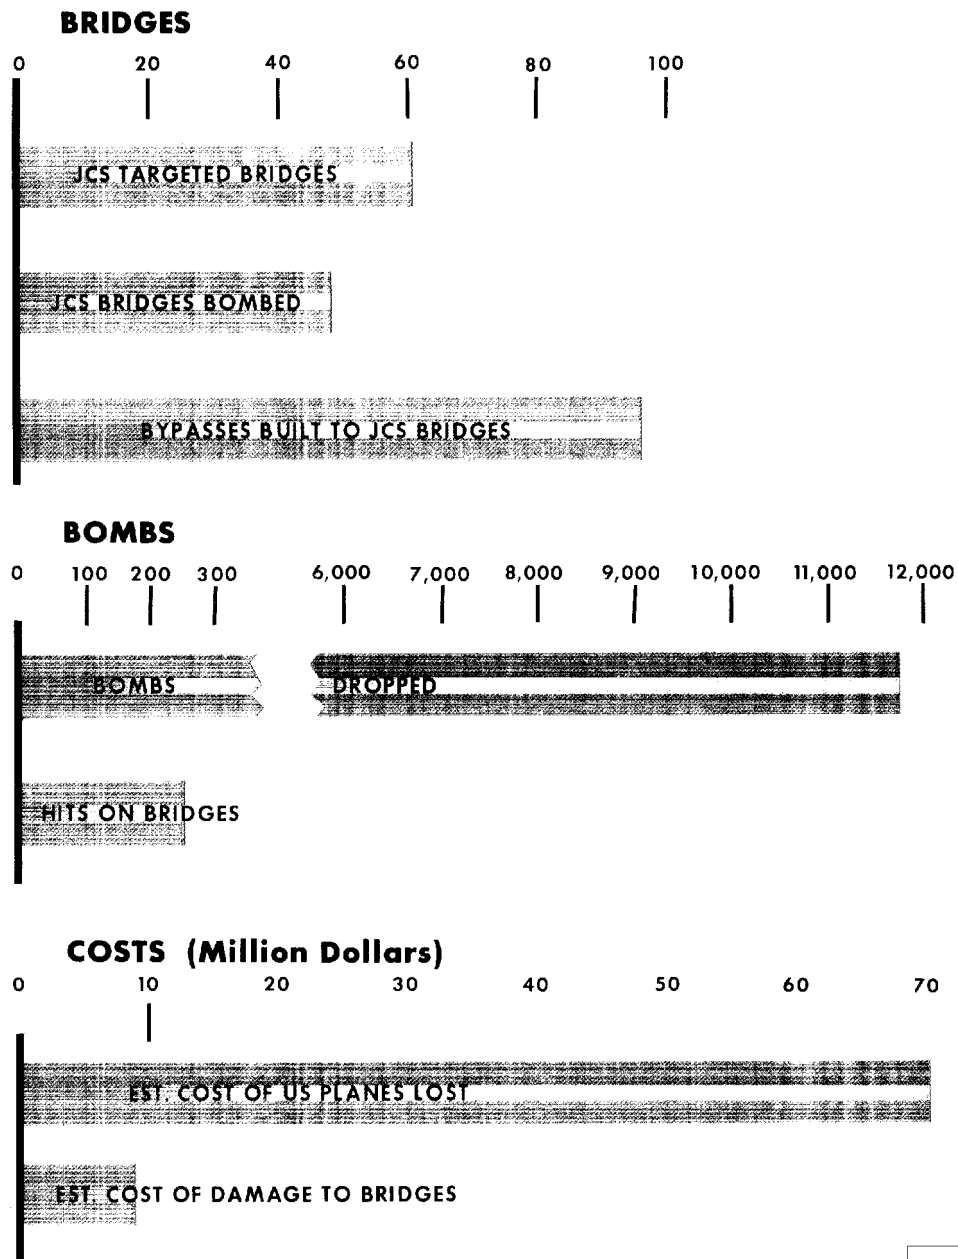 BRIDGES
0 20 40 60 80 100
JCS TARGETED BRIDGES
JCS BRIDGES BOMBED
BYPASSES BUILT TO JCS BRIDGES
BOMBS
0 100 200 300 6,000 7,000 8,000 9,000 10,000 11,000 12,000
BOMBS DROPPED
HITS ON BRIDGES
COSTS (Million Dollars)
0 10 20 30 40 50 60 70
EST. COST OF US PLANES LOST
EST. COST OF DAMAGE TO BRIDGES